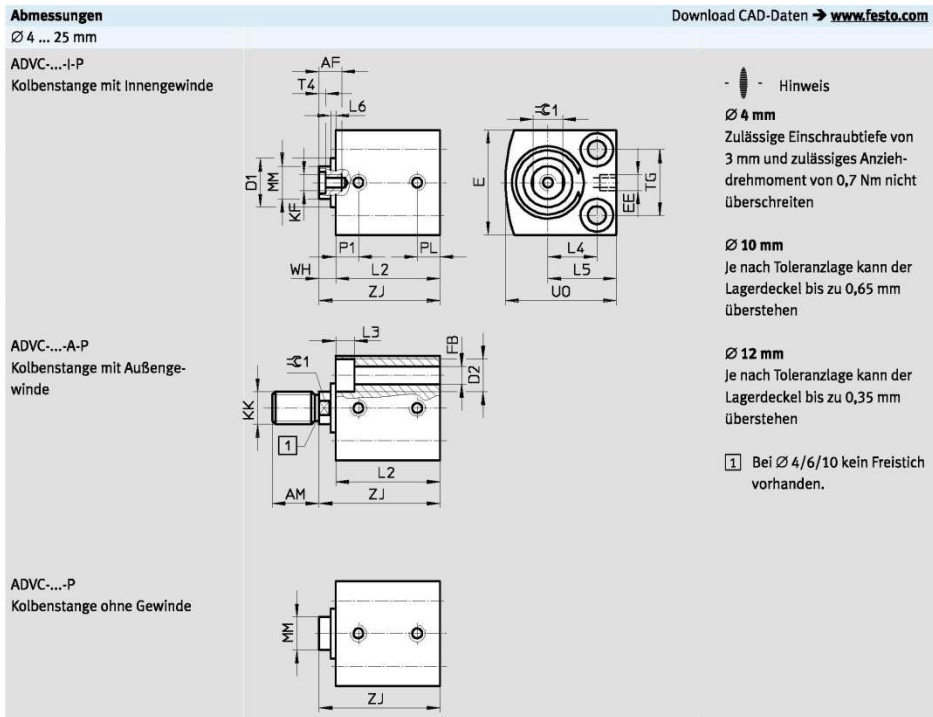 Abmessungen
Download CAD-Daten ➔ www.festo.com
Ø 4 ... 25 mm
ADVC-...-I-P
Kolbenstange mit Innengewinde
AF
T4
L6
D1
MM
KF
P1
PL
WH
L2
ZJ
=©1
E
EE
TG
L4
L5
UO
Hinweis
Ø 4 mm
Zulässige Einschraubtiefe von
3 mm und zulässiges Anzieh-
drehmoment von 0,7 Nm nicht
überschreiten
Ø 10 mm
Je nach Toleranzlage kann der
Lagerdeckel bis zu 0,65 mm
überstehen
Ø 12 mm
Je nach Toleranzlage kann der
Lagerdeckel bis zu 0,35 mm
überstehen
1 Bei Ø 4/6/10 kein Freistich
vorhanden.
ADVC-...-A-P
Kolbenstange mit Außenge-
winde
L3
FB
D2
=©1
KK
1
L2
AM
ZJ
ADVC-...-P
Kolbenstange ohne Gewinde
MM
ZJ